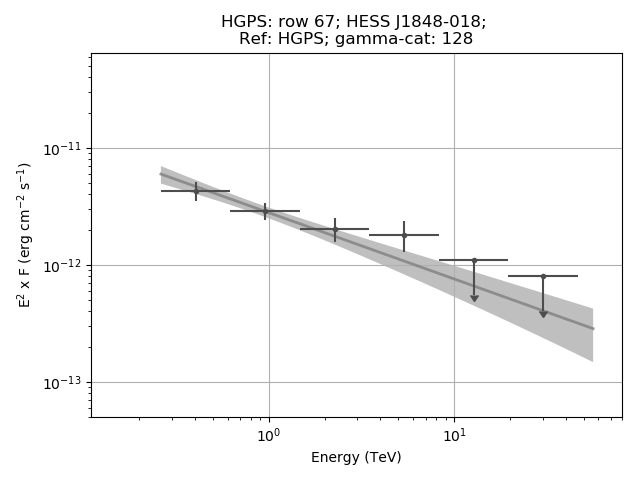 HGPS: row 67; HESS J1848-018;
Ref: HGPS; gamma-cat: 128
E² x F (erg cm⁻² s⁻¹)
10⁻¹¹
10⁻¹²
10⁻¹³
10⁰ 10¹
Energy (TeV)